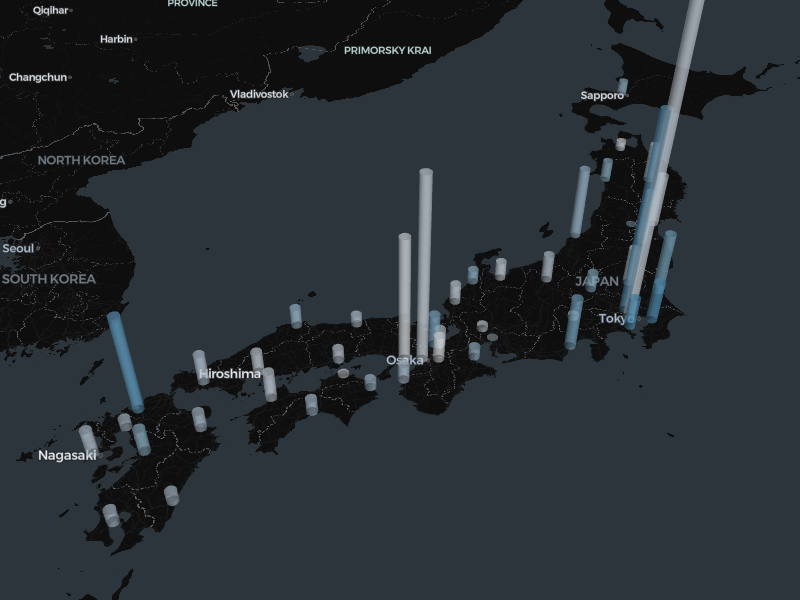 PROVINCE
Qiqihar
Harbin
PRIMORSKY KRAI
Changchun
Vladivostok
Sapporo
NORTH KOREA
g
Seoul
SOUTH KOREA
JAPAN
Tokyo
Osaka
Hiroshima
Nagasaki